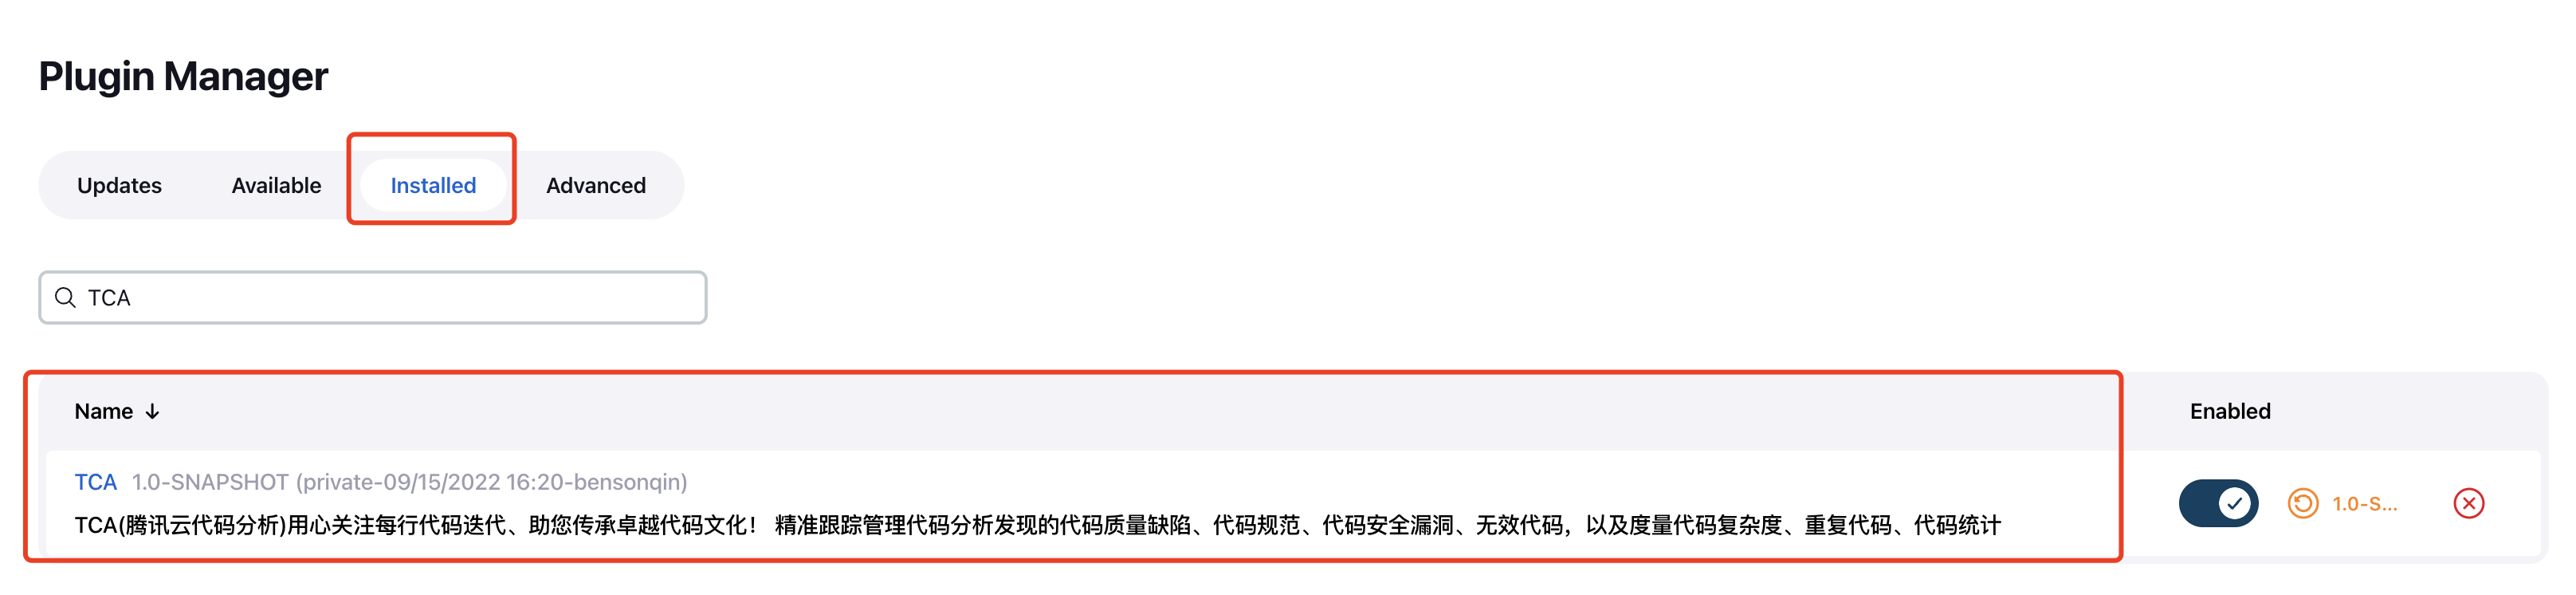 Plugin Manager
Updates Available Installed Advanced
TCA
Name ↓ Enabled
TCA 1.0-SNAPSHOT (private-09/15/2022 16:20-bensonqin)
TCA(腾讯云代码分析)用心关注每行代码迭代、助您传承卓越代码文化！ 精准跟踪管理代码分析发现的代码质量缺陷、代码规范、代码安全漏洞、无效代码，以及度量代码复杂度、重复代码、代码统计
1.0-S...